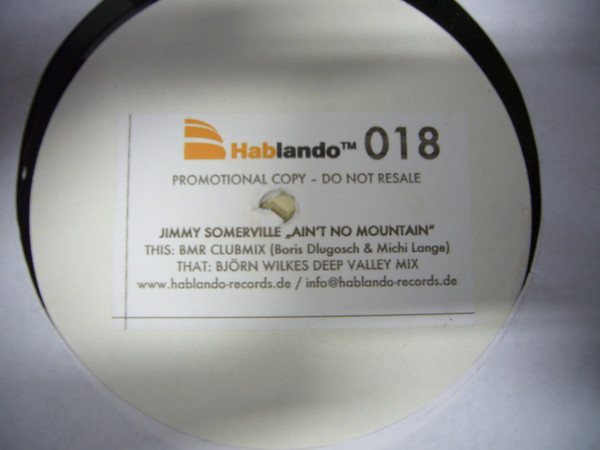 Hablando™ 018
PROMOTIONAL COPY – DO NOT RESALE
JIMMY SOMERVILLE „AIN'T NO MOUNTAIN“
THIS: BMR CLUBMIX (Boris Dlugosch & Michi Lange)
THAT: BJÖRN WILKES DEEP VALLEY MIX
www.hablando-records.de / info@hablando-records.de